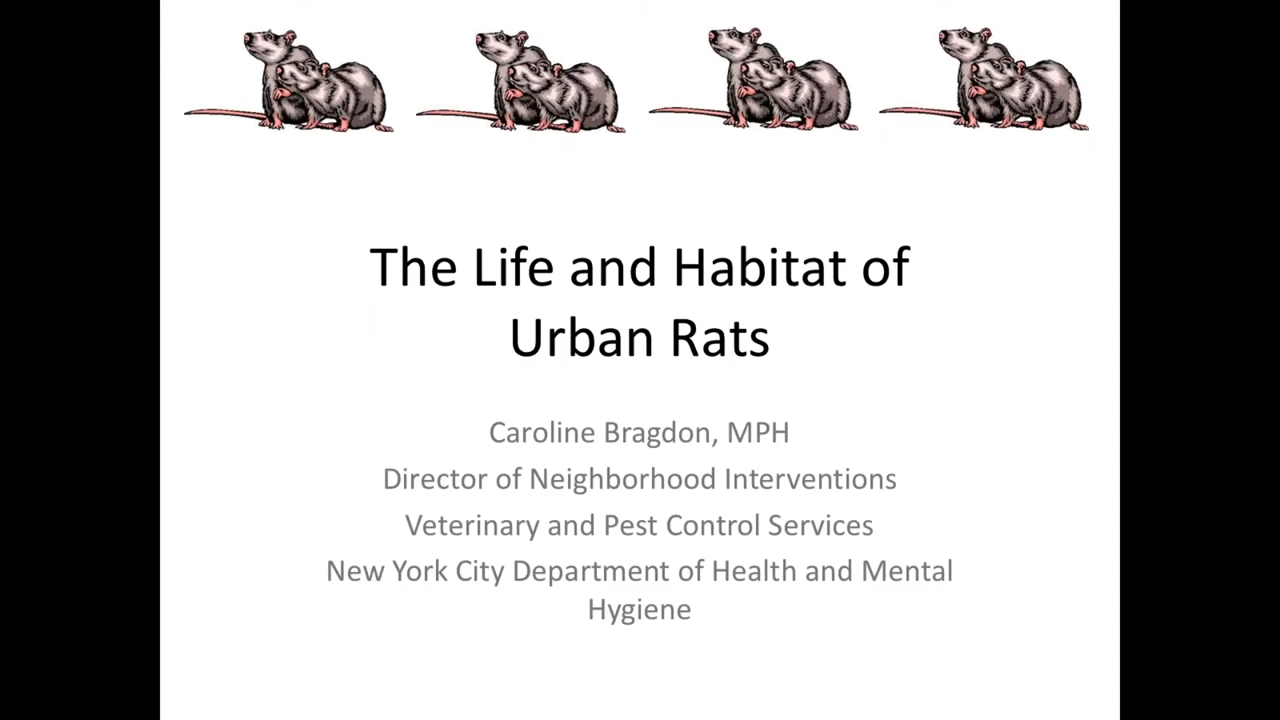 The Life and Habitat of
Urban Rats
Caroline Bragdon, MPH
Director of Neighborhood Interventions
Veterinary and Pest Control Services
New York City Department of Health and Mental
Hygiene